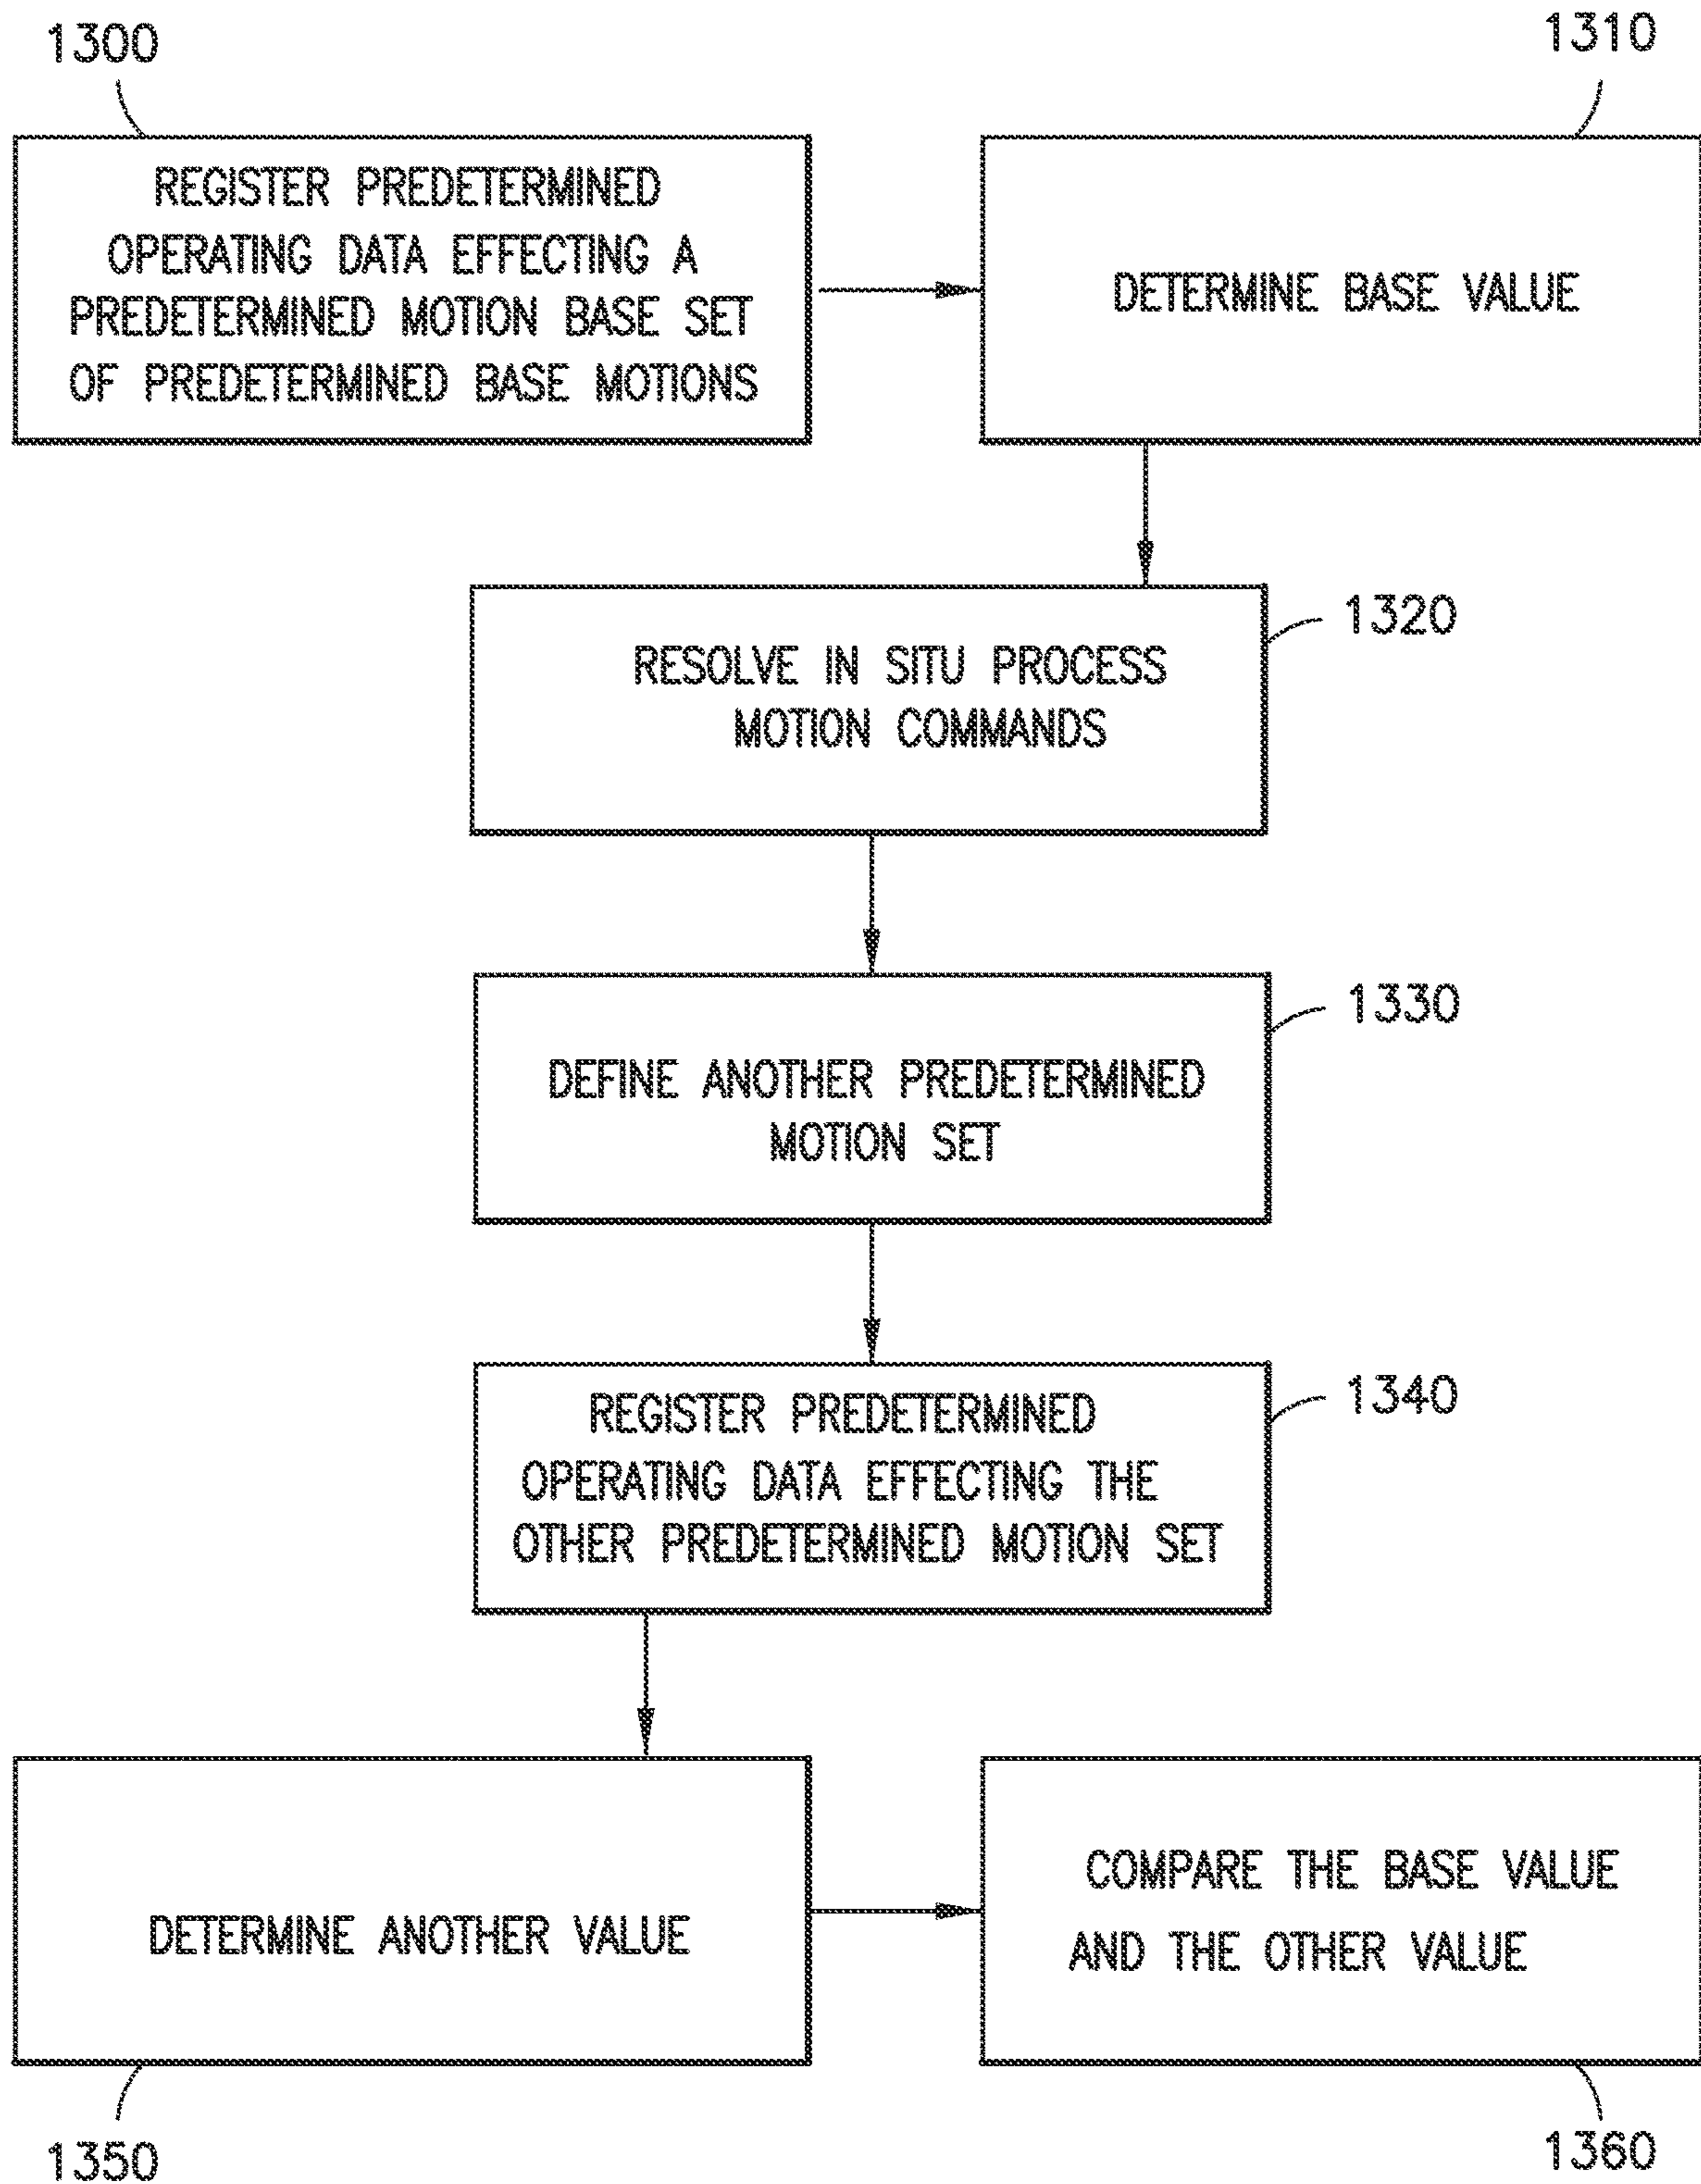 1300
1310
REGISTER PREDETERMINED
OPERATING DATA EFFECTING A
PREDETERMINED MOTION BASE SET
OF PREDETERMINED BASE MOTIONS
DETERMINE BASE VALUE
1320
RESOLVE IN SITU PROCESS
MOTION COMMANDS
1330
DEFINE ANOTHER PREDETERMINED
MOTION SET
1340
REGISTER PREDETERMINED
OPERATING DATA EFFECTING THE
OTHER PREDETERMINED MOTION SET
DETERMINE ANOTHER VALUE
COMPARE THE BASE VALUE
AND THE OTHER VALUE
1350
1360